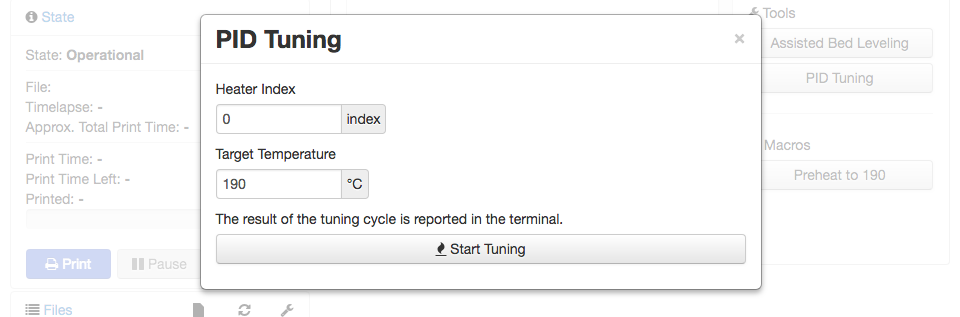 State
PID Tuning
×
Tools
State: Operational
Assisted Bed Leveling
Heater Index
PID Tuning
File:
Timelapse: -
0 index
Approx. Total Print Time: -
Macros
Target Temperature
Print Time: -
Preheat to 190
Print Time Left: -
190 °C
Printed: -
The result of the tuning cycle is reported in the terminal.
Start Tuning
Print
Pause
Files